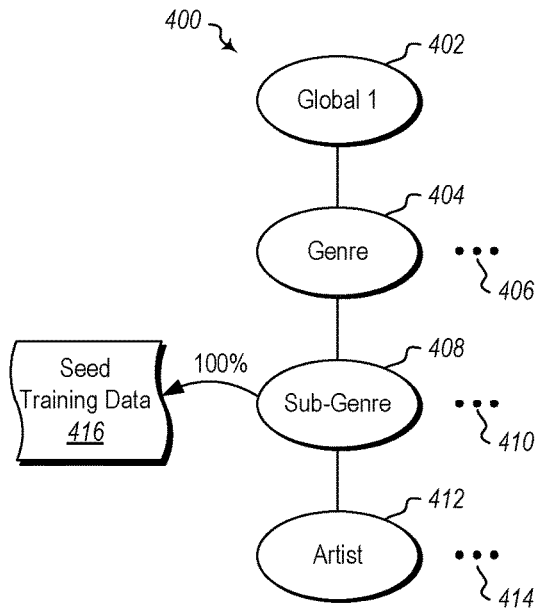 400
402
Global 1
404
Genre
406
408
100%
Seed
Training Data
416
Sub-Genre
410
412
Artist
414